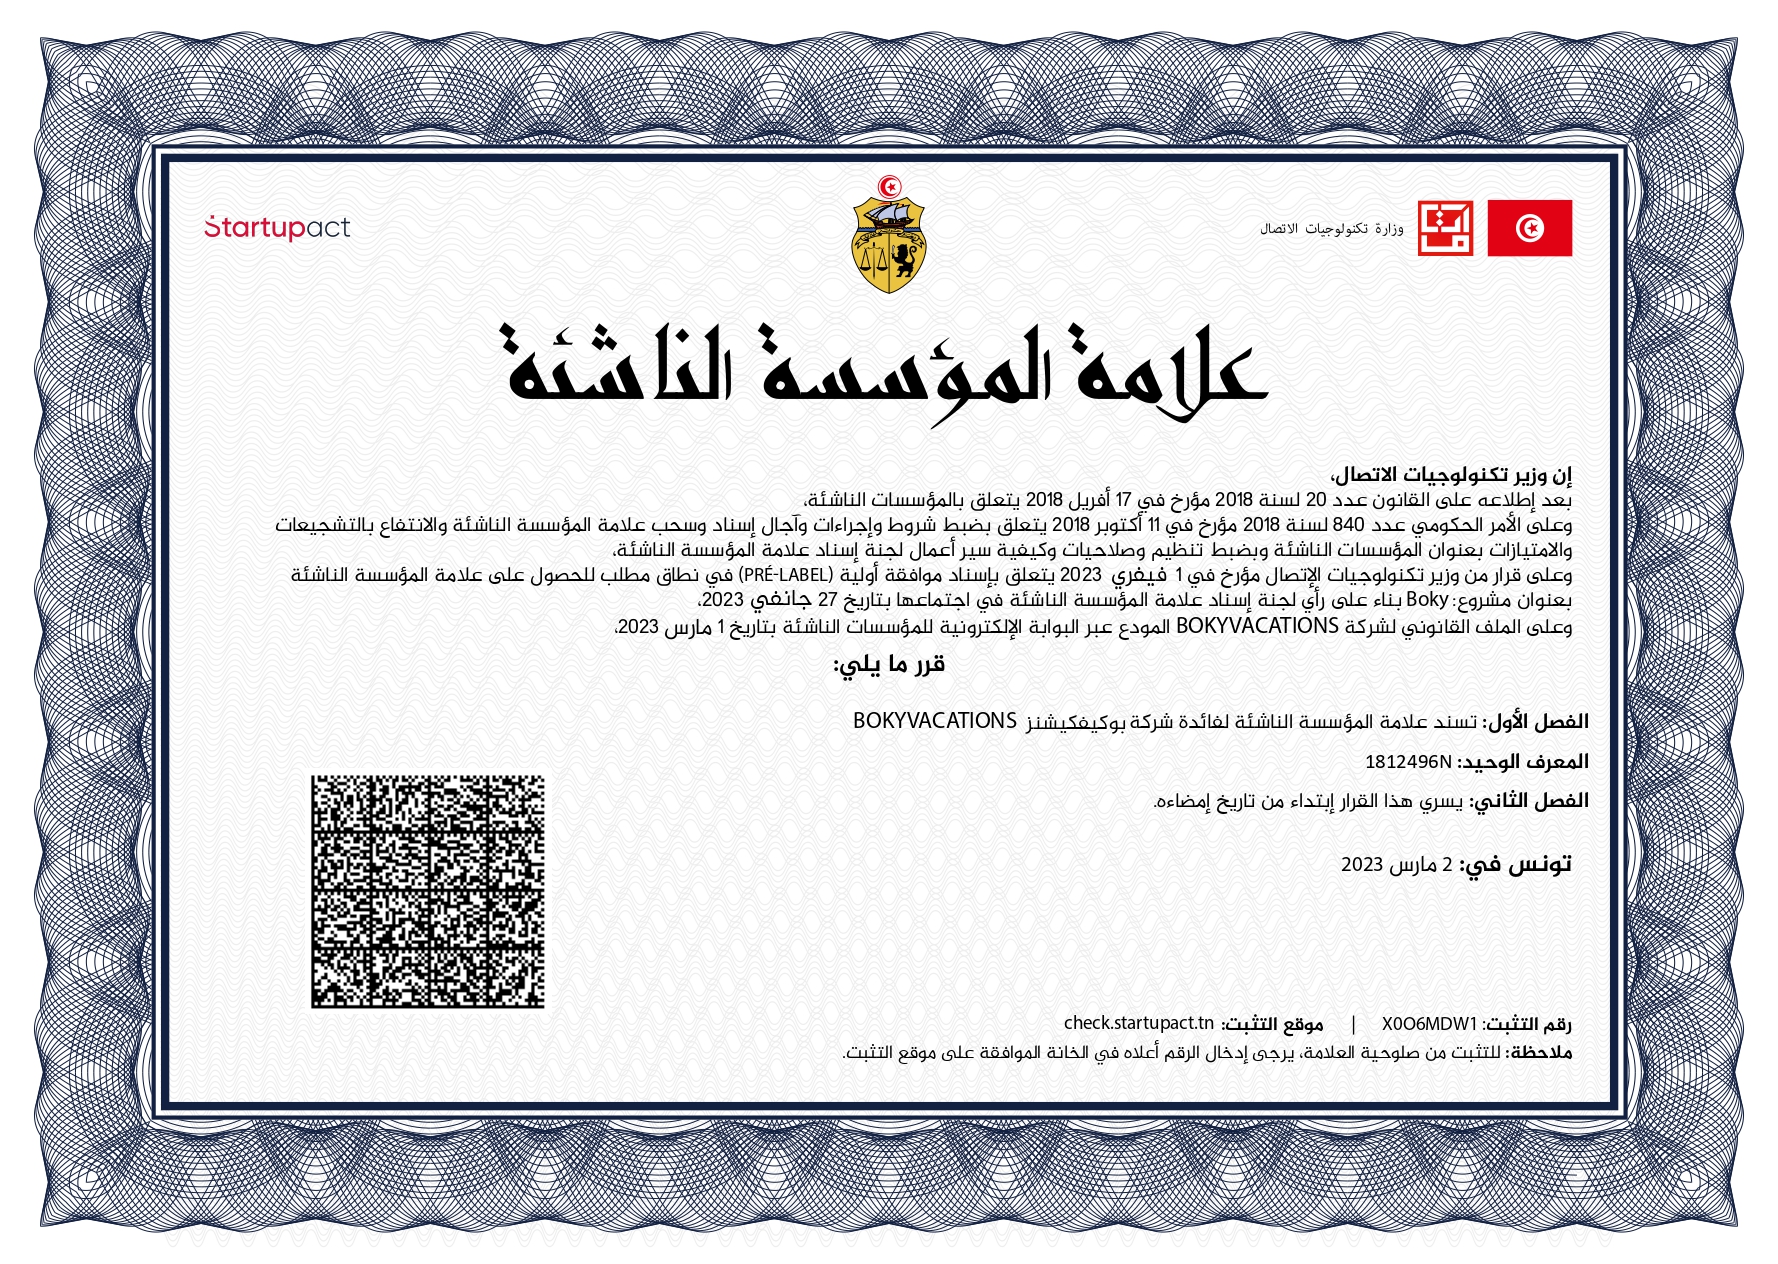 Startupact
وزارة تكنولوجيات الاتصال
علامة المؤسسة الناشئة
إن وزير تكنولوجيات الاتصال،
بعد إطلاعه على القانون عدد 20 لسنة 2018 مؤرخ في 17 أفريل 2018 يتعلق بالمؤسسات الناشئة،
وعلى الأمر الحكومي عدد 840 لسنة 2018 مؤرخ في 11 أكتوبر 2018 يتعلق بضبط شروط وإجراءات وآجال إسناد وسحب علامة المؤسسة الناشئة والانتفاع بالتشجيعات
والامتيازات بعنوان المؤسسات الناشئة وبضبط تنظيم وصلاحيات وكيفية سير أعمال لجنة إسناد علامة المؤسسة الناشئة،
وعلى قرار من وزير تكنولوجيات الإتصال مؤرخ في 1 فيفري 2023 يتعلق بإسناد موافقة أولية (PRÉ-LABEL) في نطاق مطلب للحصول على علامة المؤسسة الناشئة
بعنوان مشروع: Boky بناء على رأي لجنة إسناد علامة المؤسسة الناشئة في اجتماعها بتاريخ 27 جانفي 2023،
وعلى الملف القانوني لشركة BOKYVACATIONS المودع عبر البوابة الإلكترونية للمؤسسات الناشئة بتاريخ 1 مارس 2023،
قرر ما يلي:
الفصل الأول: تسند علامة المؤسسة الناشئة لفائدة شركة بوكيفكيشنز BOKYVACATIONS
المعرف الوحيد: 1812496N
الفصل الثاني: يسري هذا القرار إبتداء من تاريخ إمضاءه.
تونس في: 2 مارس 2023
رقم التثبت: X0O6MDW1 | موقع التثبت: check.startupact.tn
ملاحظة: للتثبت من صلوحية العلامة، يرجى إدخال الرقم أعلاه في الخانة الموافقة على موقع التثبت.